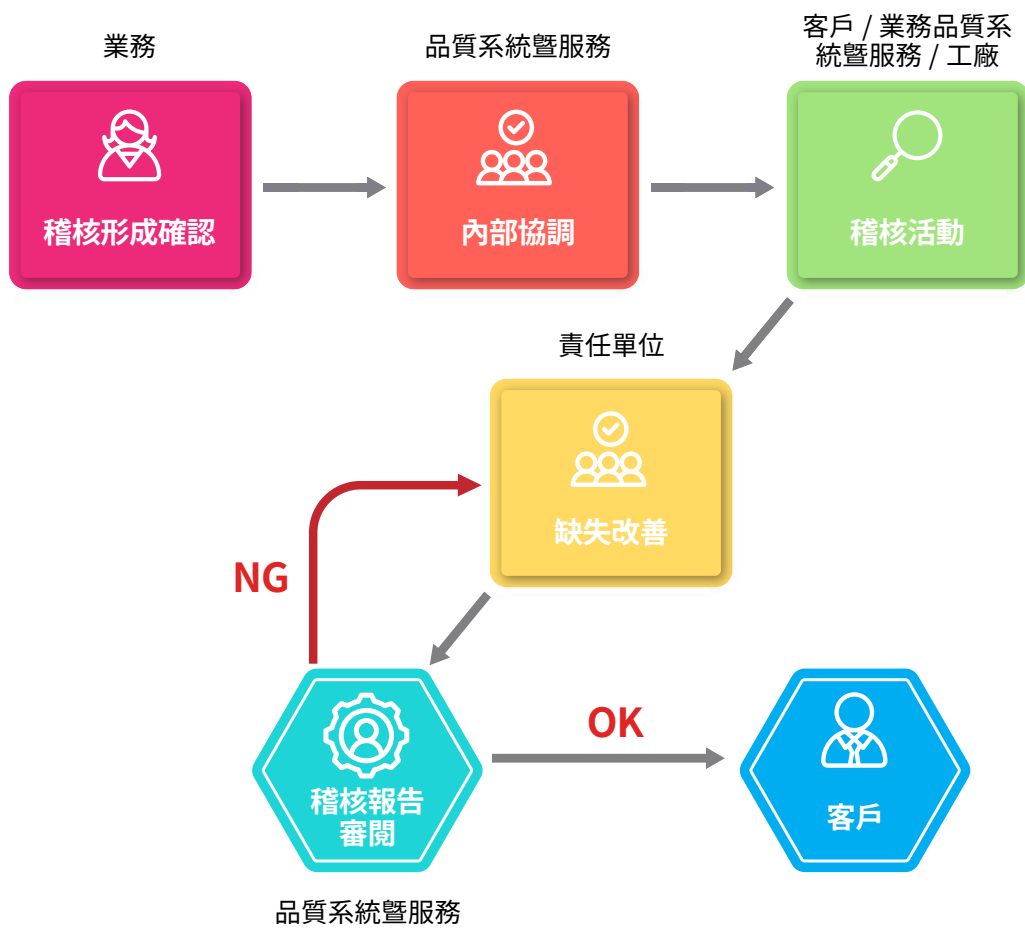 業務
品質系統暨服務
客戶 / 業務品質系
統暨服務 / 工廠
稽核形成確認
內部協調
稽核活動
責任單位
缺失改善
NG
OK
稽核報告
審閱
客戶
品質系統暨服務